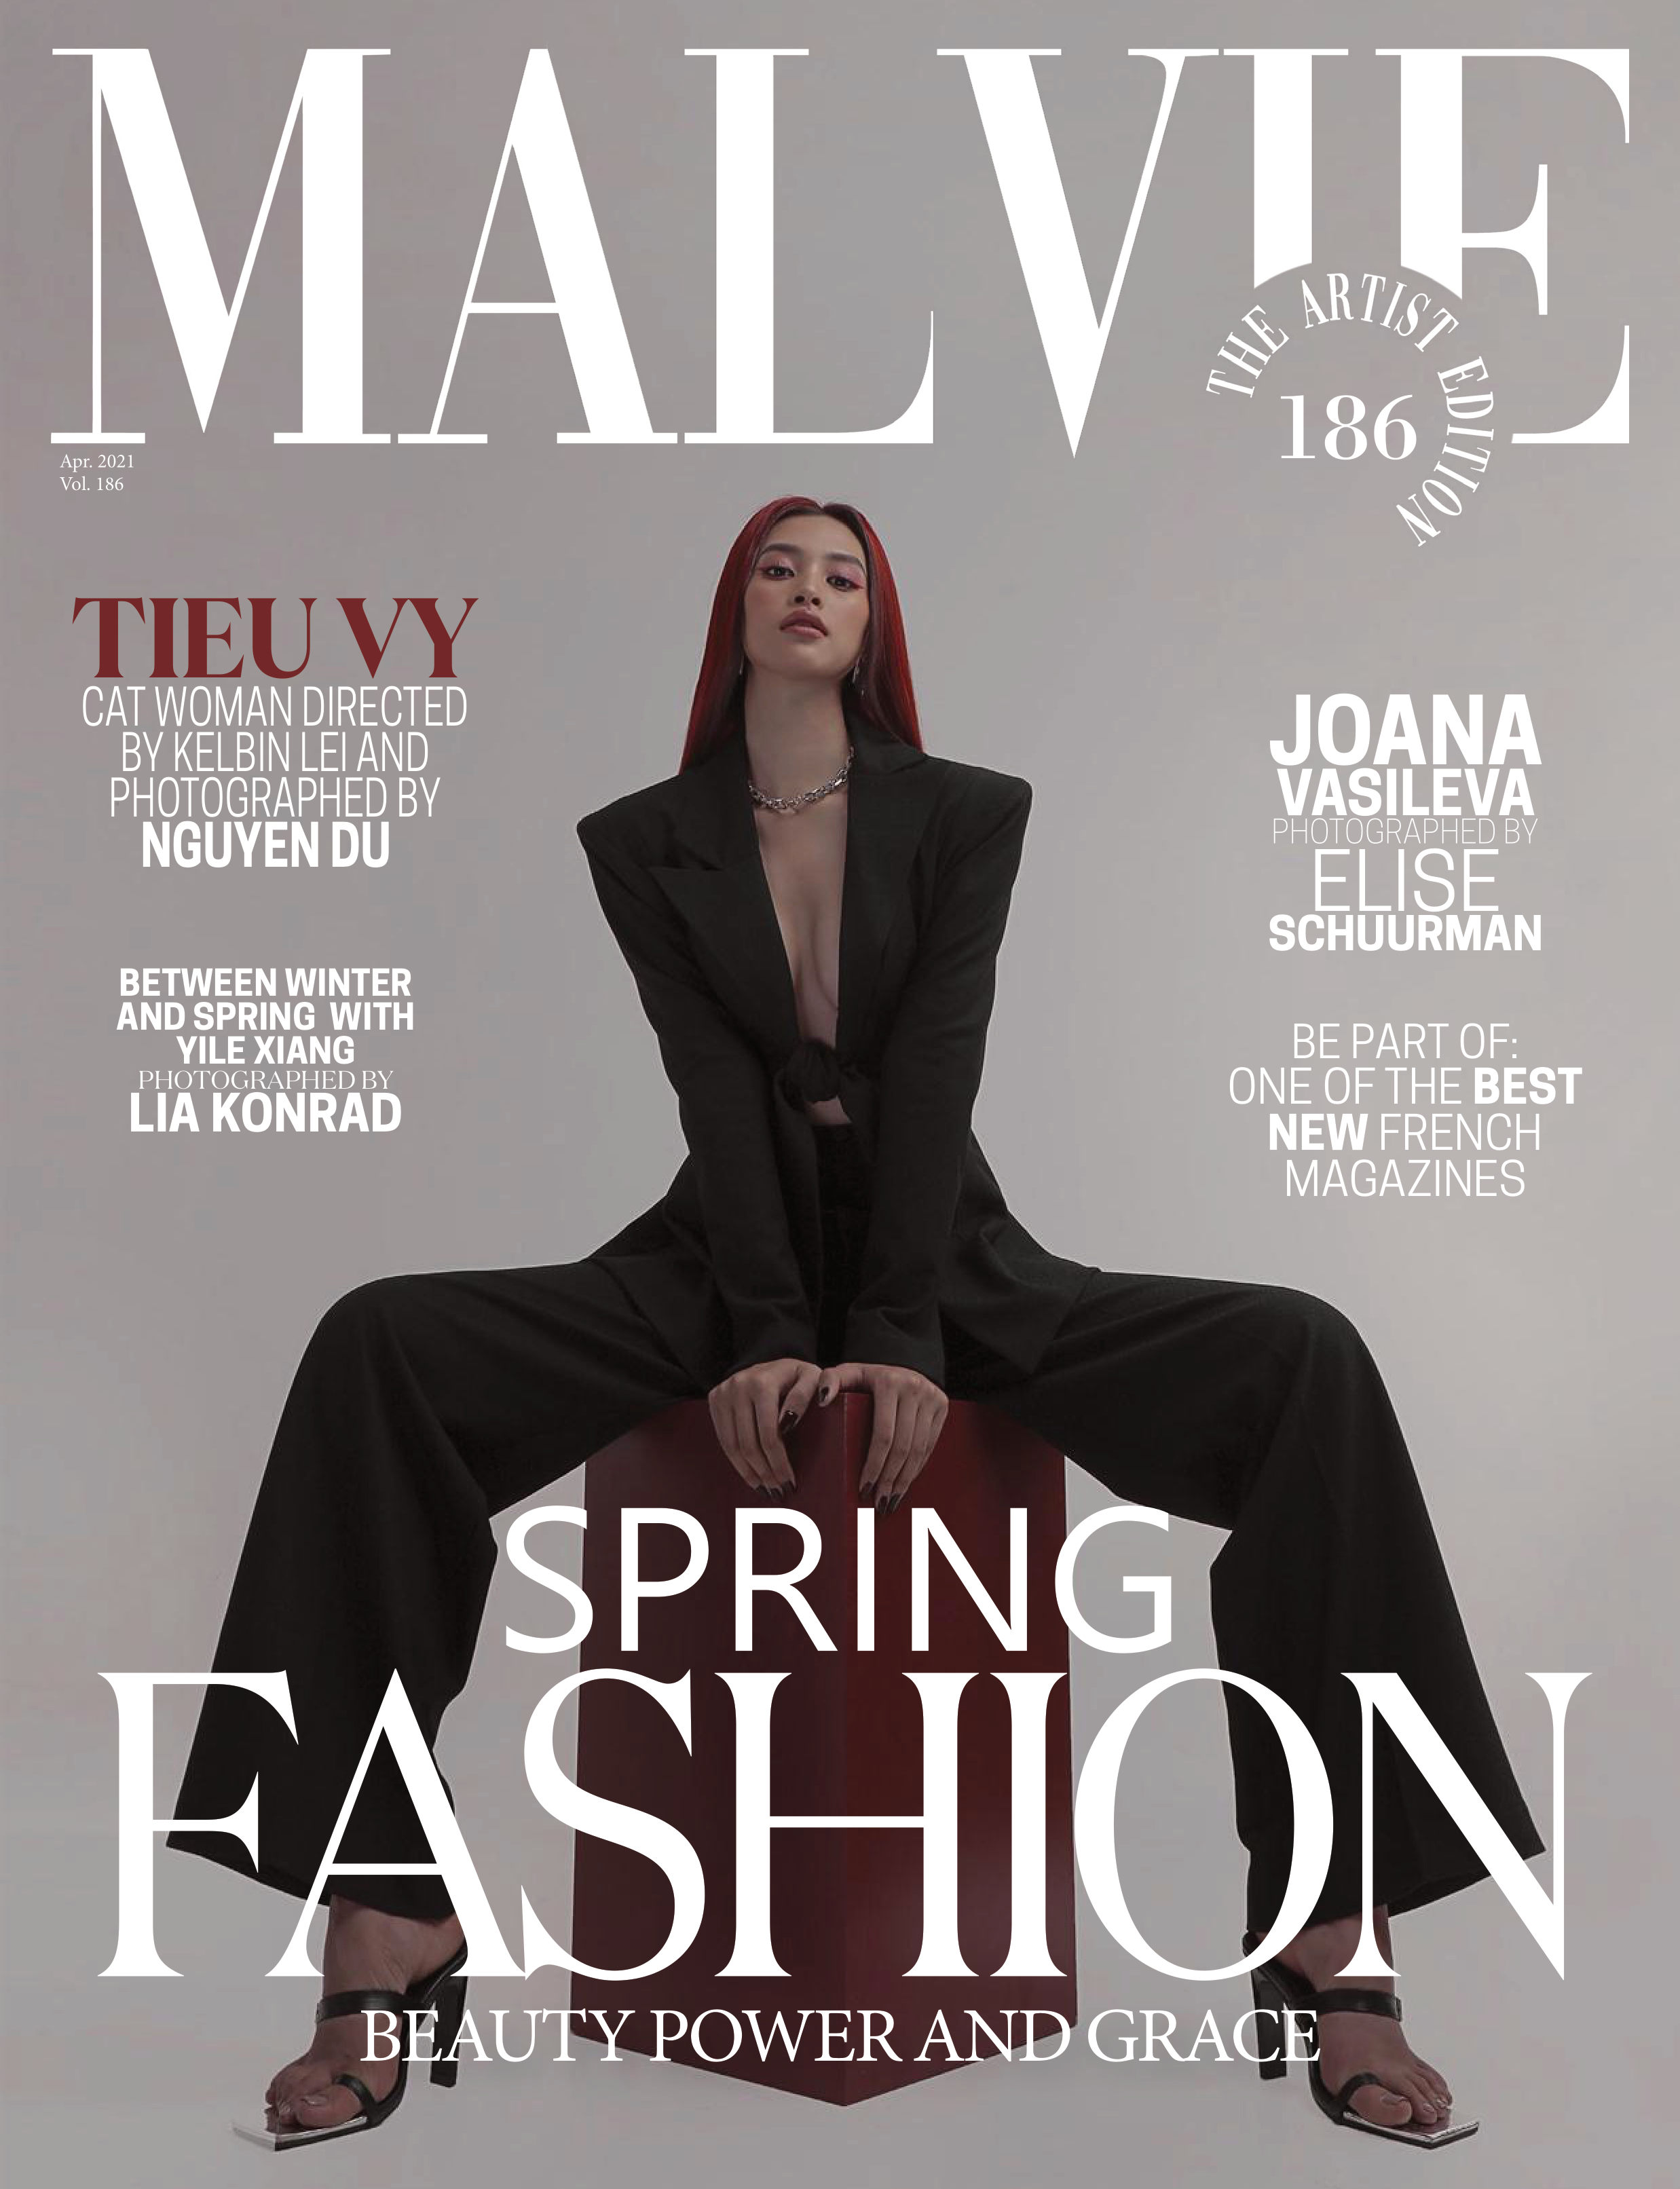 MALVIE
THE ARTIST EDITION
186
Apr. 2021
Vol. 186
TIEU VY
CAT WOMAN DIRECTED
BY KELBIN LEI AND
PHOTOGRAPHED BY
NGUYEN DU
BETWEEN WINTER
AND SPRING WITH
YILE XIANG
PHOTOGRAPHED BY
LIA KONRAD
JOANA
VASILEVA
PHOTOGRAPHED BY
ELISE
SCHUURMAN
BE PART OF:
ONE OF THE BEST
NEW FRENCH
MAGAZINES
SPRING
FASHION
BEAUTY POWER AND GRACE